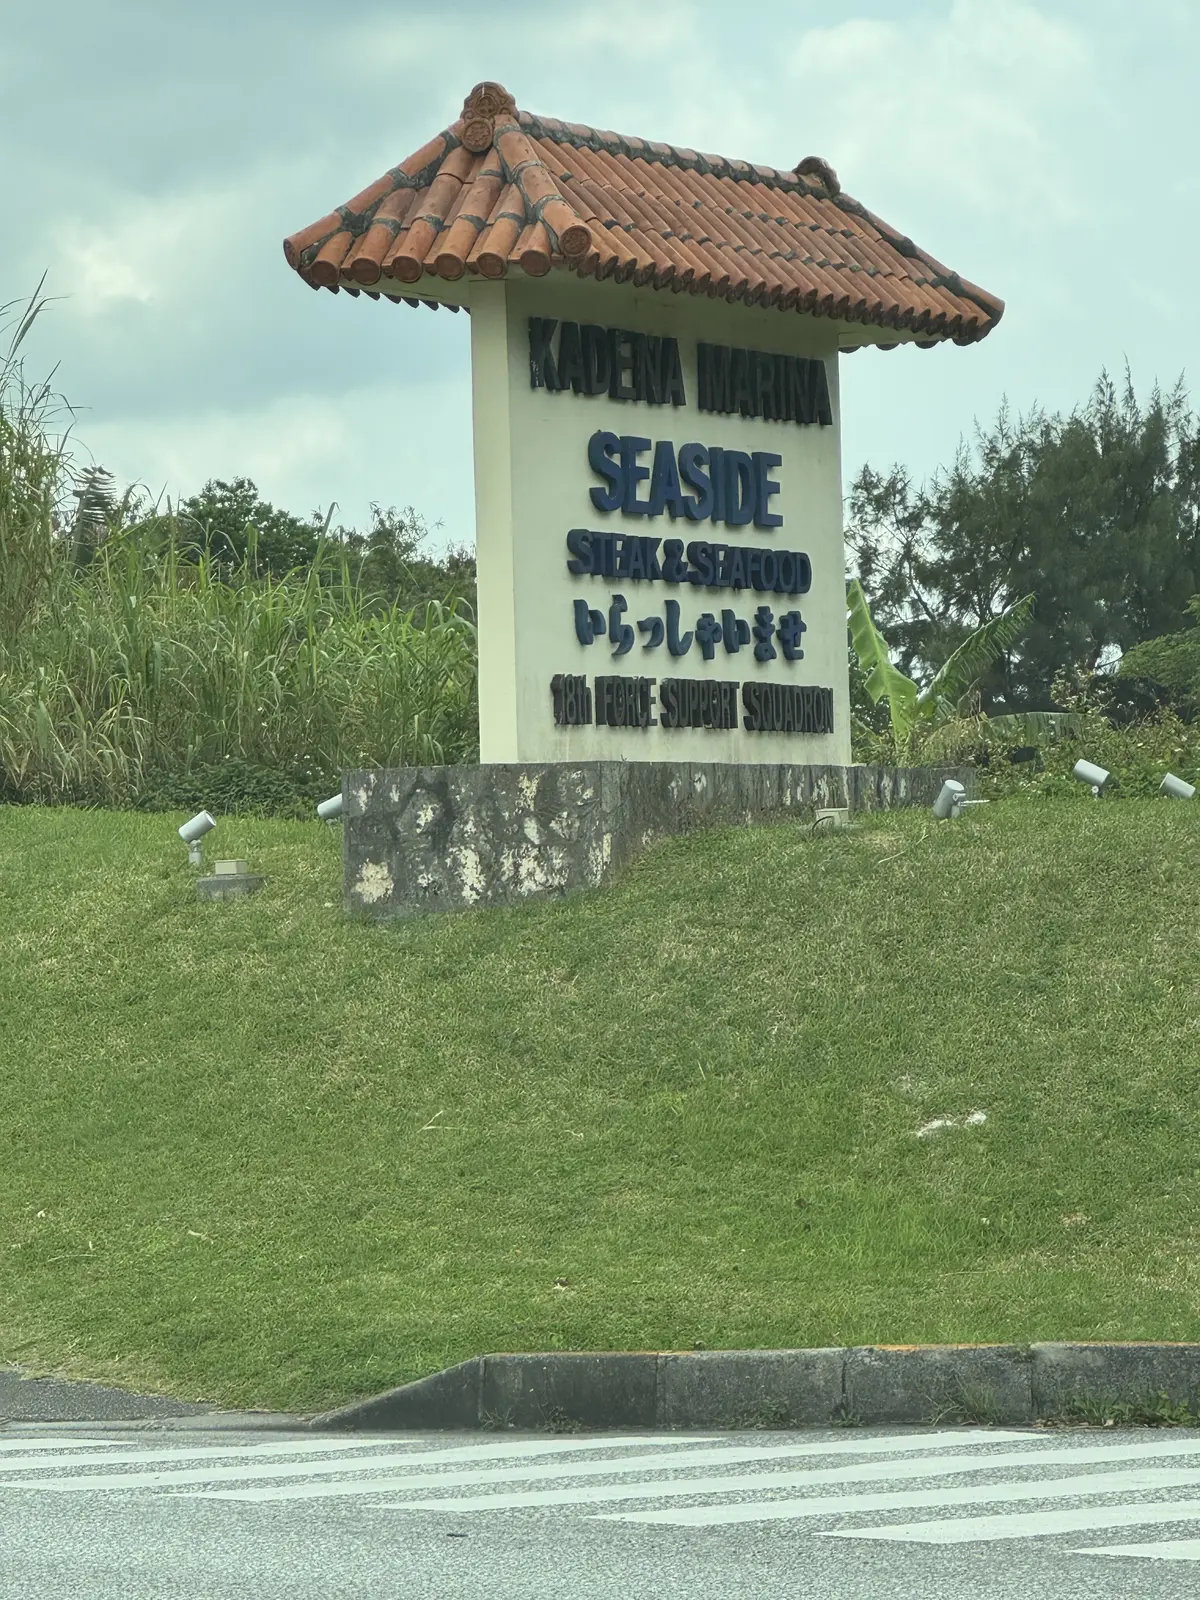 KADENA MARINA
SEASIDE
STEAK & SEAFOOD
いらっしゃいませ
18th FORCE SUPPORT SQUADRON